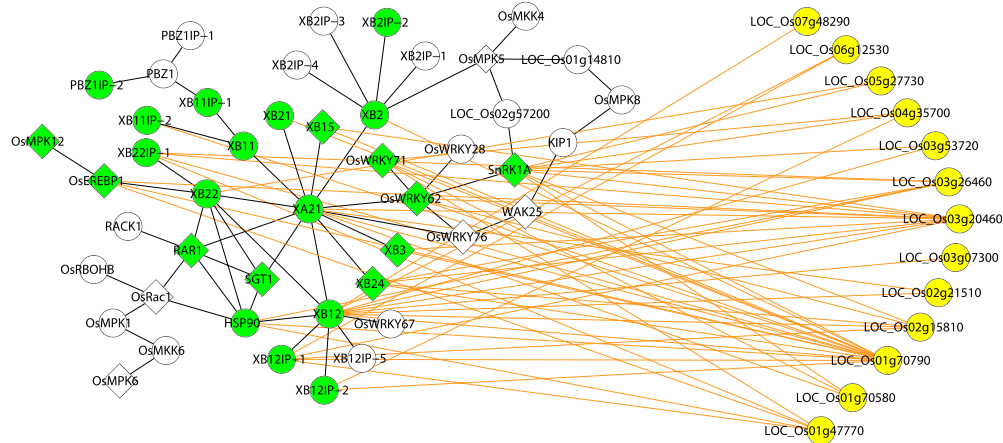 XB2IP−3
XB2IP−2
OsMKK4
LOC_Os07g48290
PBZ1IP−1
XB2IP−1
OsMPK5
LOC_Os01g14810
LOC_Os06g12530
XB2IP−4
PBZ1
PBZ1IP−2
LOC_Os05g27730
XB11IP−1
OsMPK8
XB21
XB2
LOC_Os02g57200
LOC_Os04g35700
XB11IP−2
XB15
OsMPK12
XB11
KIP1
LOC_Os03g53720
XB22IP−1
OsWRKY28
OsWRKY71
SnRK1A
OsEREBP1
LOC_Os03g26460
XB22
OsWRKY62
XA21
WAK25
LOC_Os03g20460
RACK1
OsWRKY76
RAR1
XB3
LOC_Os03g07300
OsRBOHB
SGT1
XB24
OsRac1
LOC_Os02g21510
XB12
OsMPK1
HSP90
OsWRKY67
LOC_Os02g15810
OsMKK6
XB12IP−1
XB12IP−5
LOC_Os01g70790
OsMPK6
XB12IP−2
LOC_Os01g70580
LOC_Os01g47770